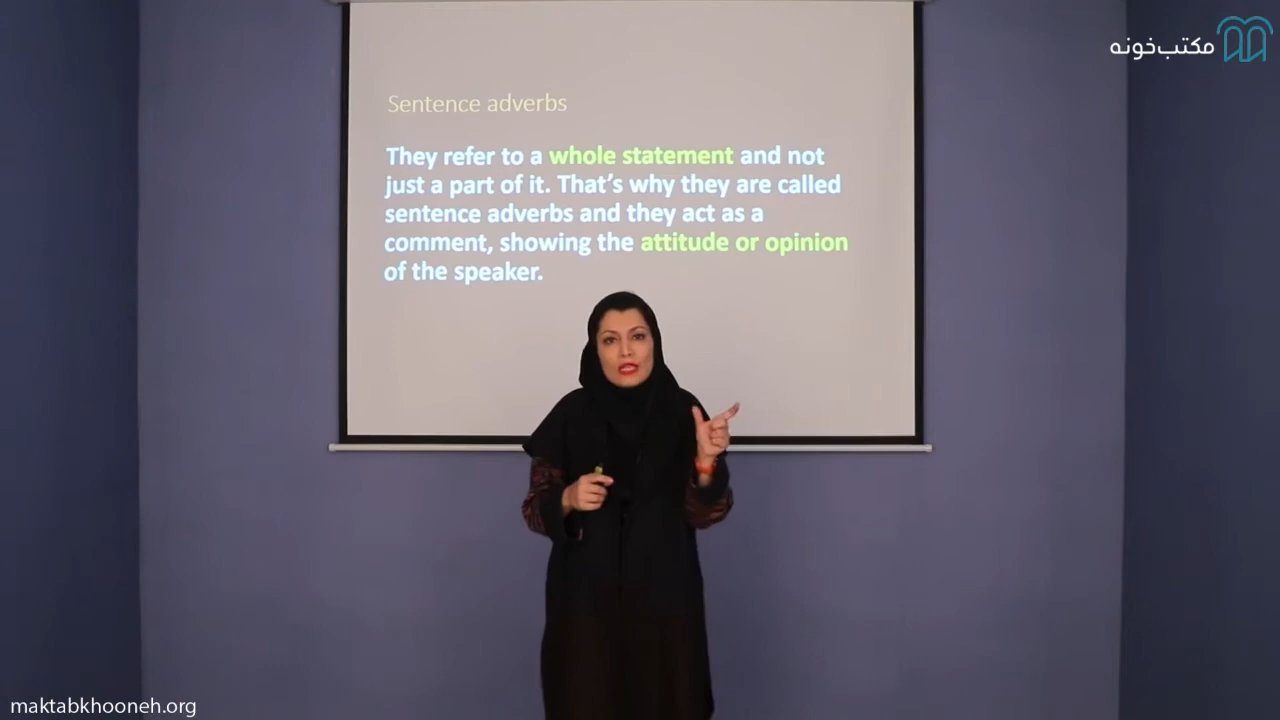 مکتب‌خونه
Sentence adverbs
They refer to a whole statement and not
just a part of it. That’s why they are called
sentence adverbs and they act as a
comment, showing the attitude or opinion
of the speaker.
maktabkhooneh.org